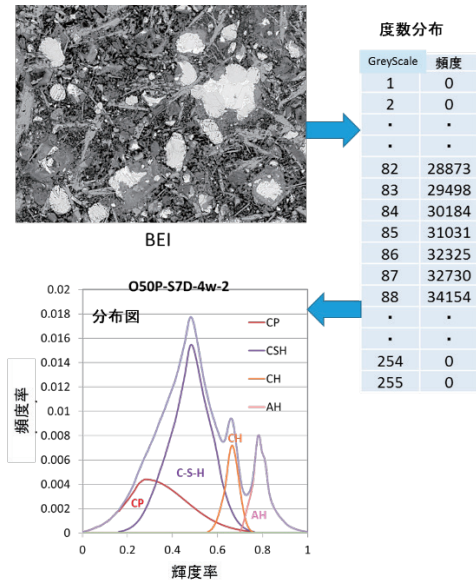 BEI
度数分布
GreyScale 頻度
1 0
2 0
・ ・
・ ・
82 28873
83 29498
84 30184
85 31031
86 32325
87 32730
88 34154
・ ・
・ ・
254 0
255 0
O50P-S7D-4w-2
分布図
CP
CSH
CH
AH
0.02
0.018
0.016
0.014
0.012
0.01
0.008
0.006
0.004
0.002
0
頻度率
CP
C-S-H
CH
AH
0 0.2 0.4 0.6 0.8 1
輝度率